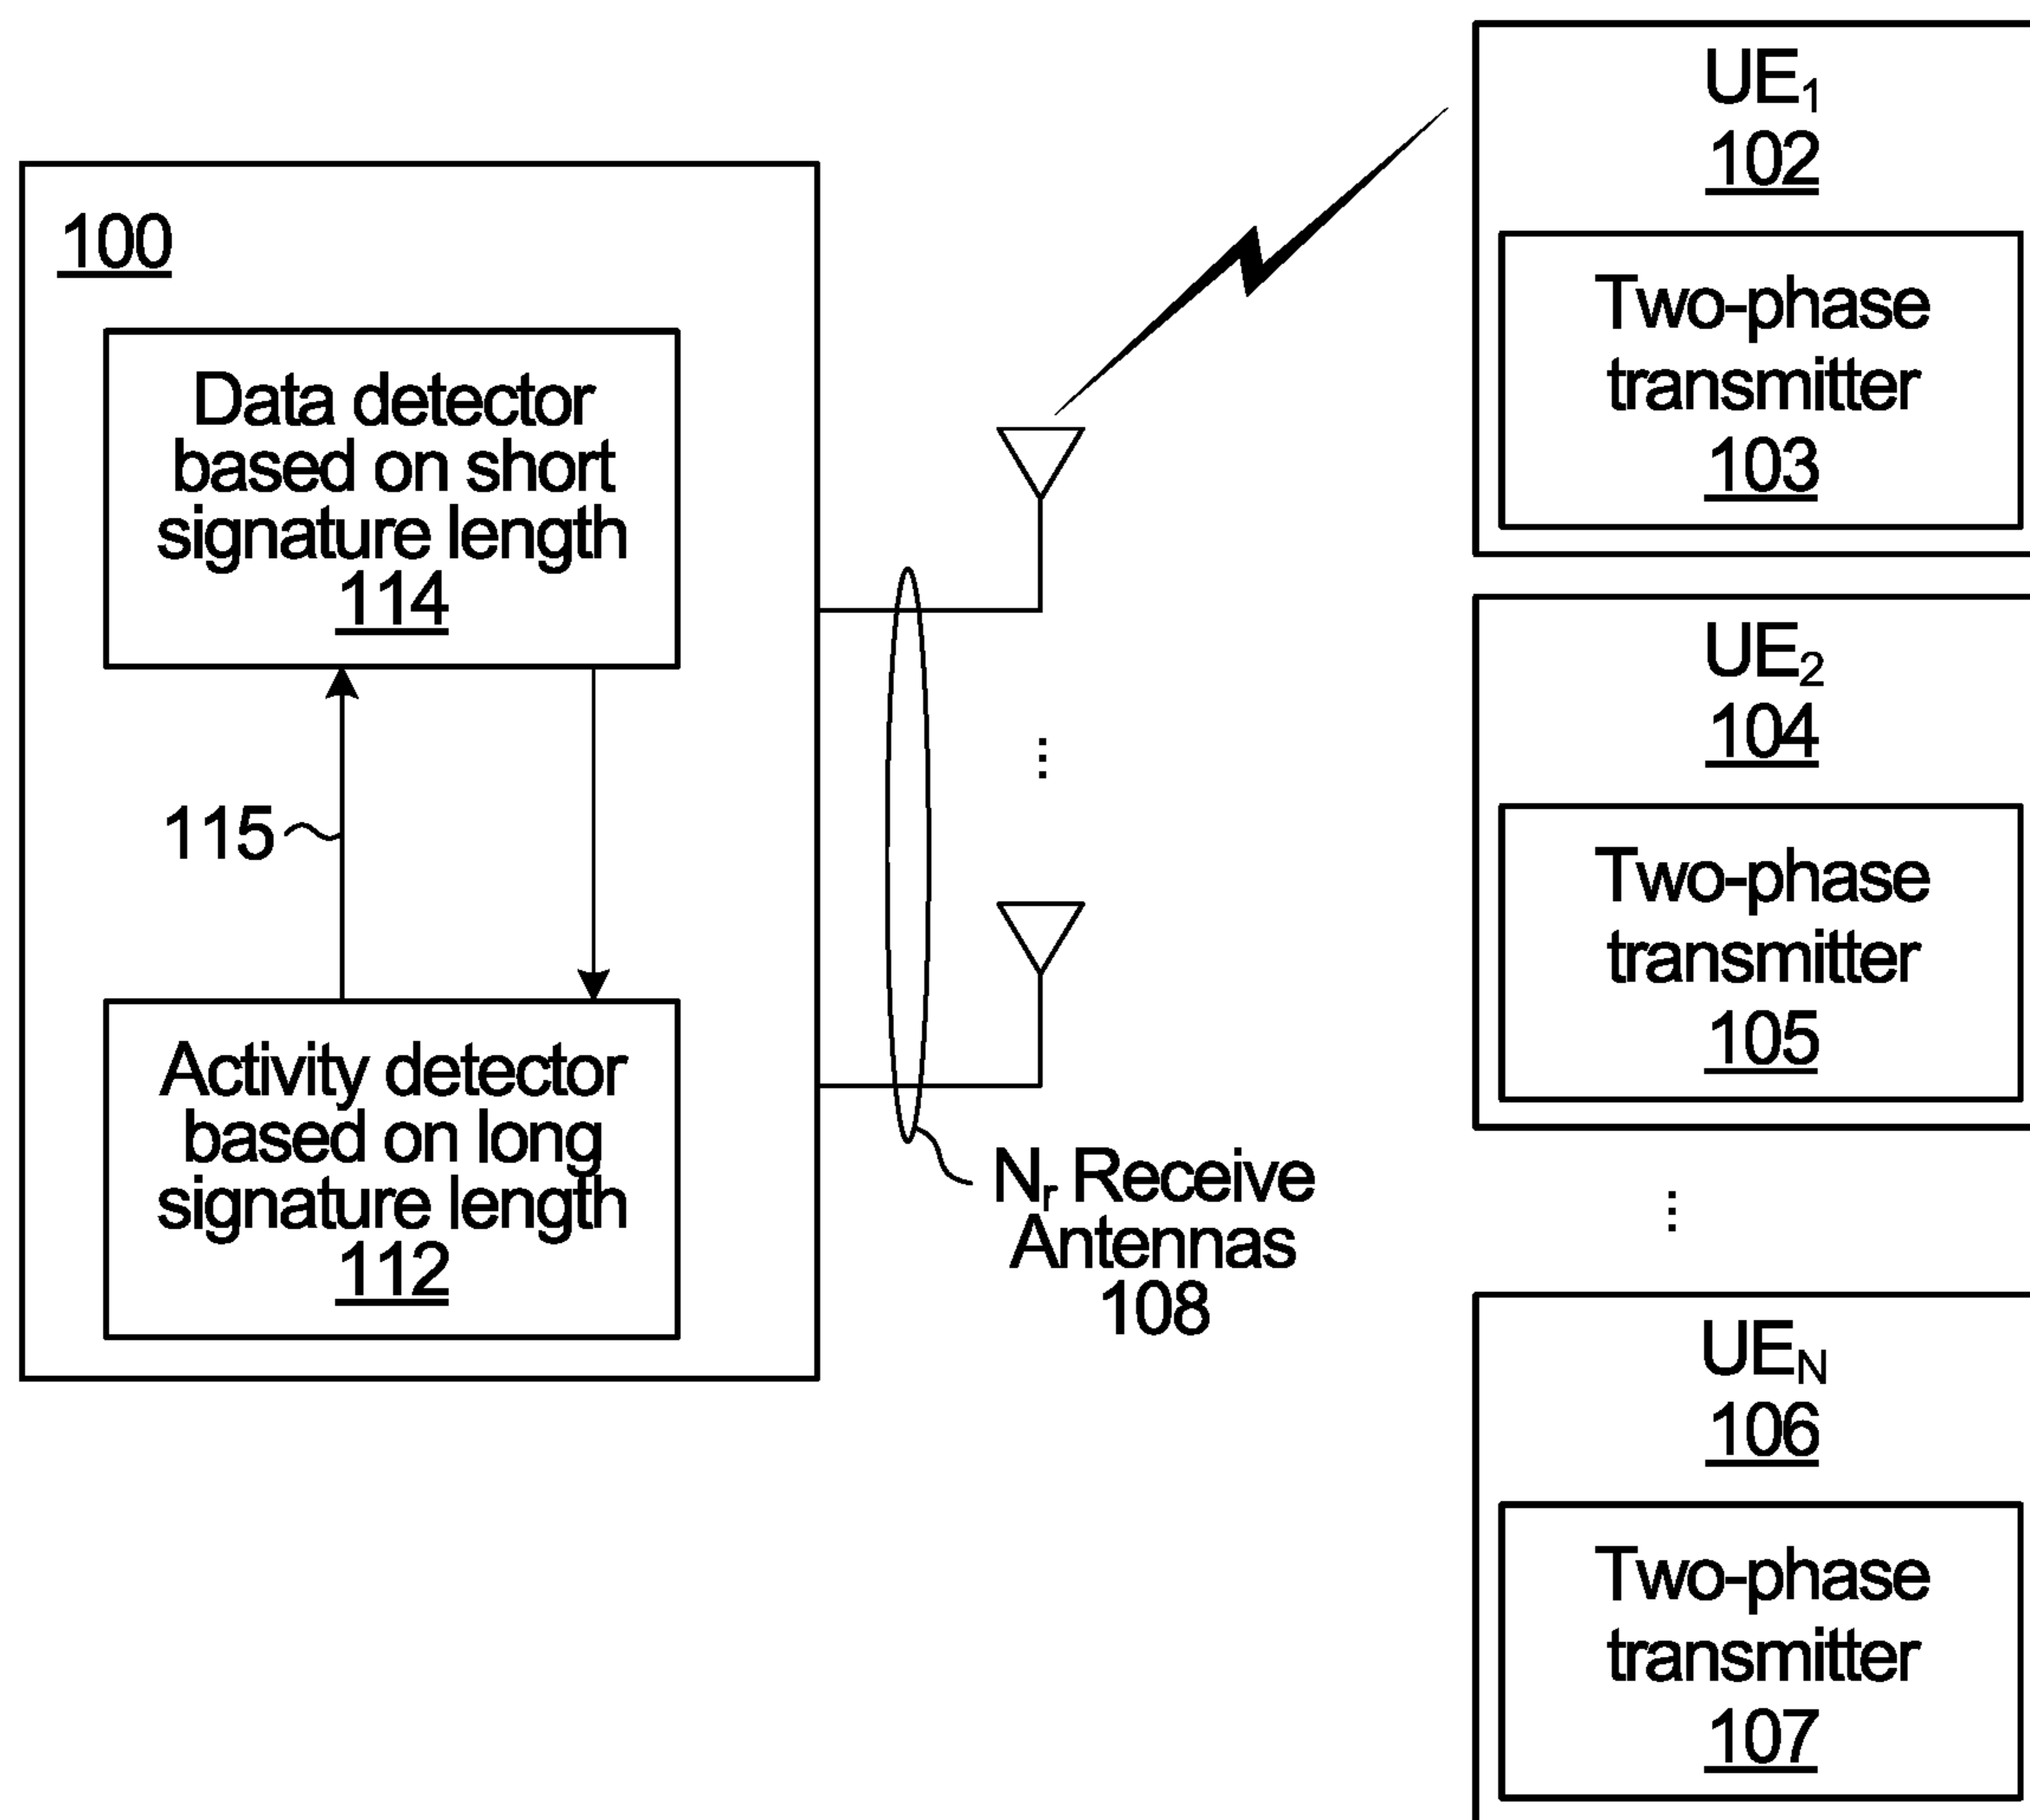 100
Data detector
based on short
signature length
114
115
Activity detector
based on long
signature length
112
Nr Receive
Antennas
108
UE1
102
Two-phase
transmitter
103
UE2
104
Two-phase
transmitter
105
UEN
106
Two-phase
transmitter
107